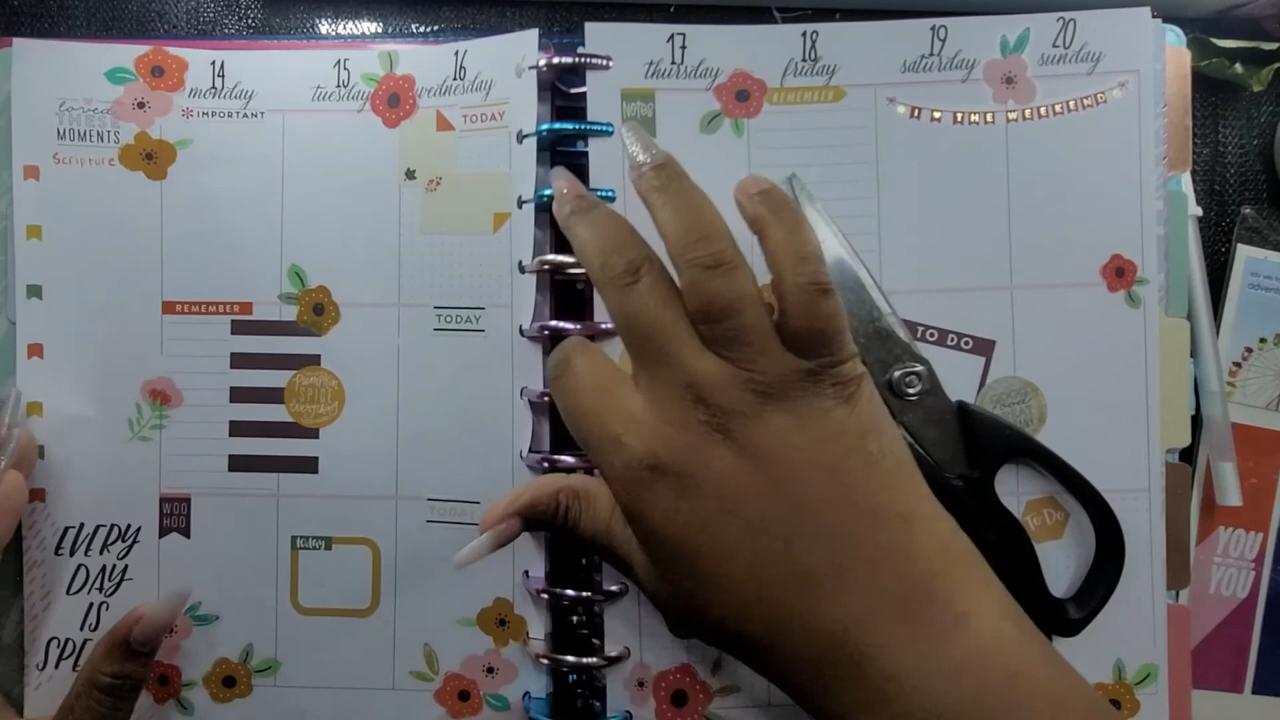 14
monday
15
tuesday
16
wednesday
17
thursday
18
friday
19
saturday
20
sunday
loved
THESE
MOMENTS
Scripture
*IMPORTANT
TODAY
Notes
REMEMBER
I ♥ THE WEEKEND
REMEMBER
TODAY
PUMPKIN
SPICE
everything
TO DO
GOOD
WOO
HOO
today
TODAY
To Do
EVERY
DAY
IS
SPE
YOU
YOU